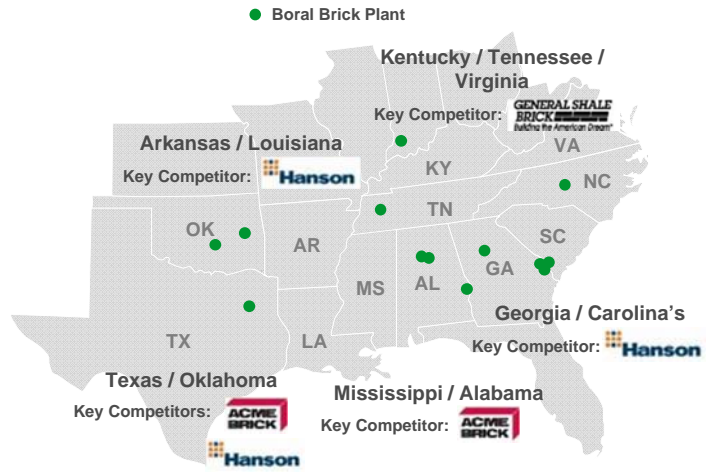 Boral Brick Plant
Kentucky / Tennessee /
Virginia
Key Competitor:
GENERAL SHALE
BRICK
Building the American Dream
Arkansas / Louisiana
Key Competitor:
Hanson
VA
KY
NC
TN
OK
AR
SC
MS
AL
GA
TX
LA
Georgia / Carolina's
Key Competitor:
Hanson
Texas / Oklahoma
Key Competitors:
ACME
BRICK
Hanson
Mississippi / Alabama
Key Competitor:
ACME
BRICK